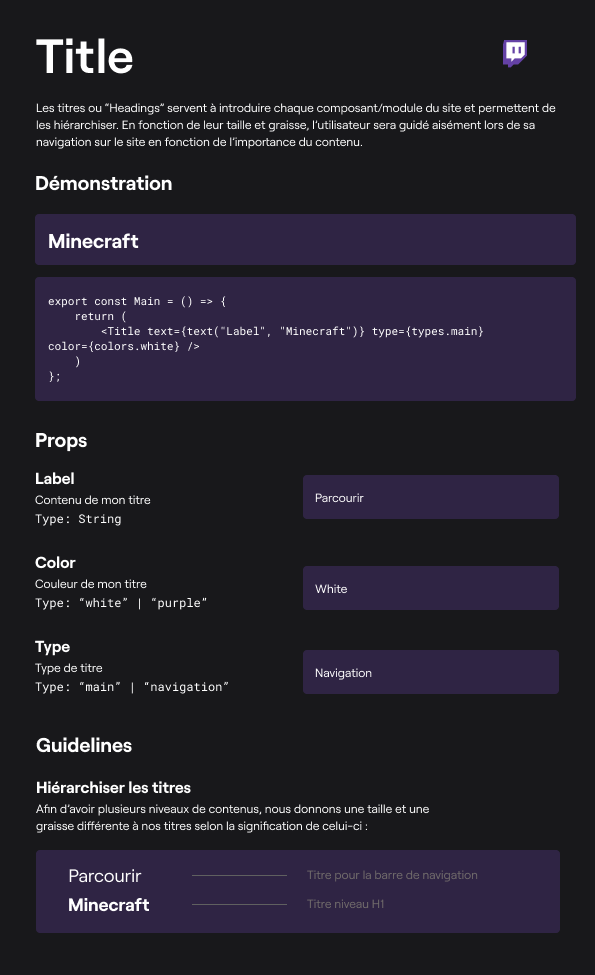 Title
Les titres ou “Headings” servent à introduire chaque composant/module du site et permettent de
les hiérarchiser. En fonction de leur taille et graisse, l’utilisateur sera guidé aisément lors de sa
navigation sur le site en fonction de l’importance du contenu.
Démonstration
Minecraft
export const Main = () => {
    return (
        <Title text={text("Label", "Minecraft")} type={types.main}
color={colors.white} />
    )
};
Props
Label
Contenu de mon titre
Type: String
Parcourir
Color
Couleur de mon titre
Type: “white” | “purple”
White
Type
Type de titre
Type: “main” | “navigation”
Navigation
Guidelines
Hiérarchiser les titres
Afin d’avoir plusieurs niveaux de contenus, nous donnons une taille et une
graisse différente à nos titres selon la signification de celui-ci :
Parcourir Titre pour la barre de navigation
Minecraft Titre niveau H1